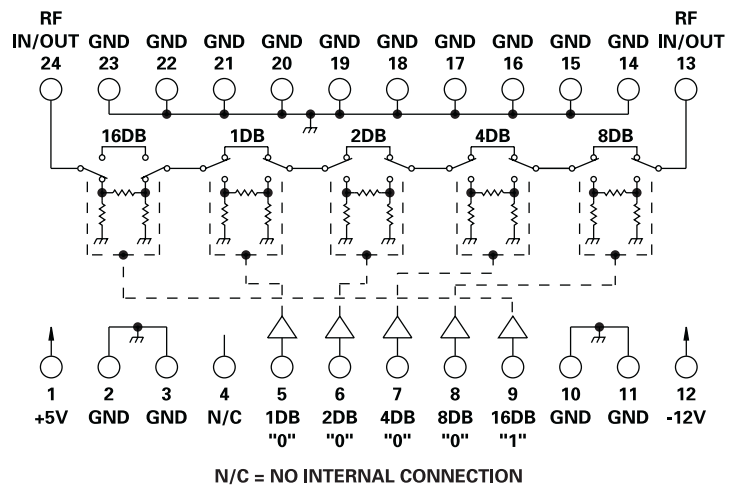 RF RF
IN/OUT GND GND GND GND GND GND GND GND GND GND IN/OUT
24 23 22 21 20 19 18 17 16 15 14 13
16DB 1DB 2DB 4DB 8DB
1 2 3 4 5 6 7 8 9 10 11 12
+5V GND GND N/C 1DB 2DB 4DB 8DB 16DB GND GND -12V
"0" "0" "0" "0" "1"
N/C = NO INTERNAL CONNECTION